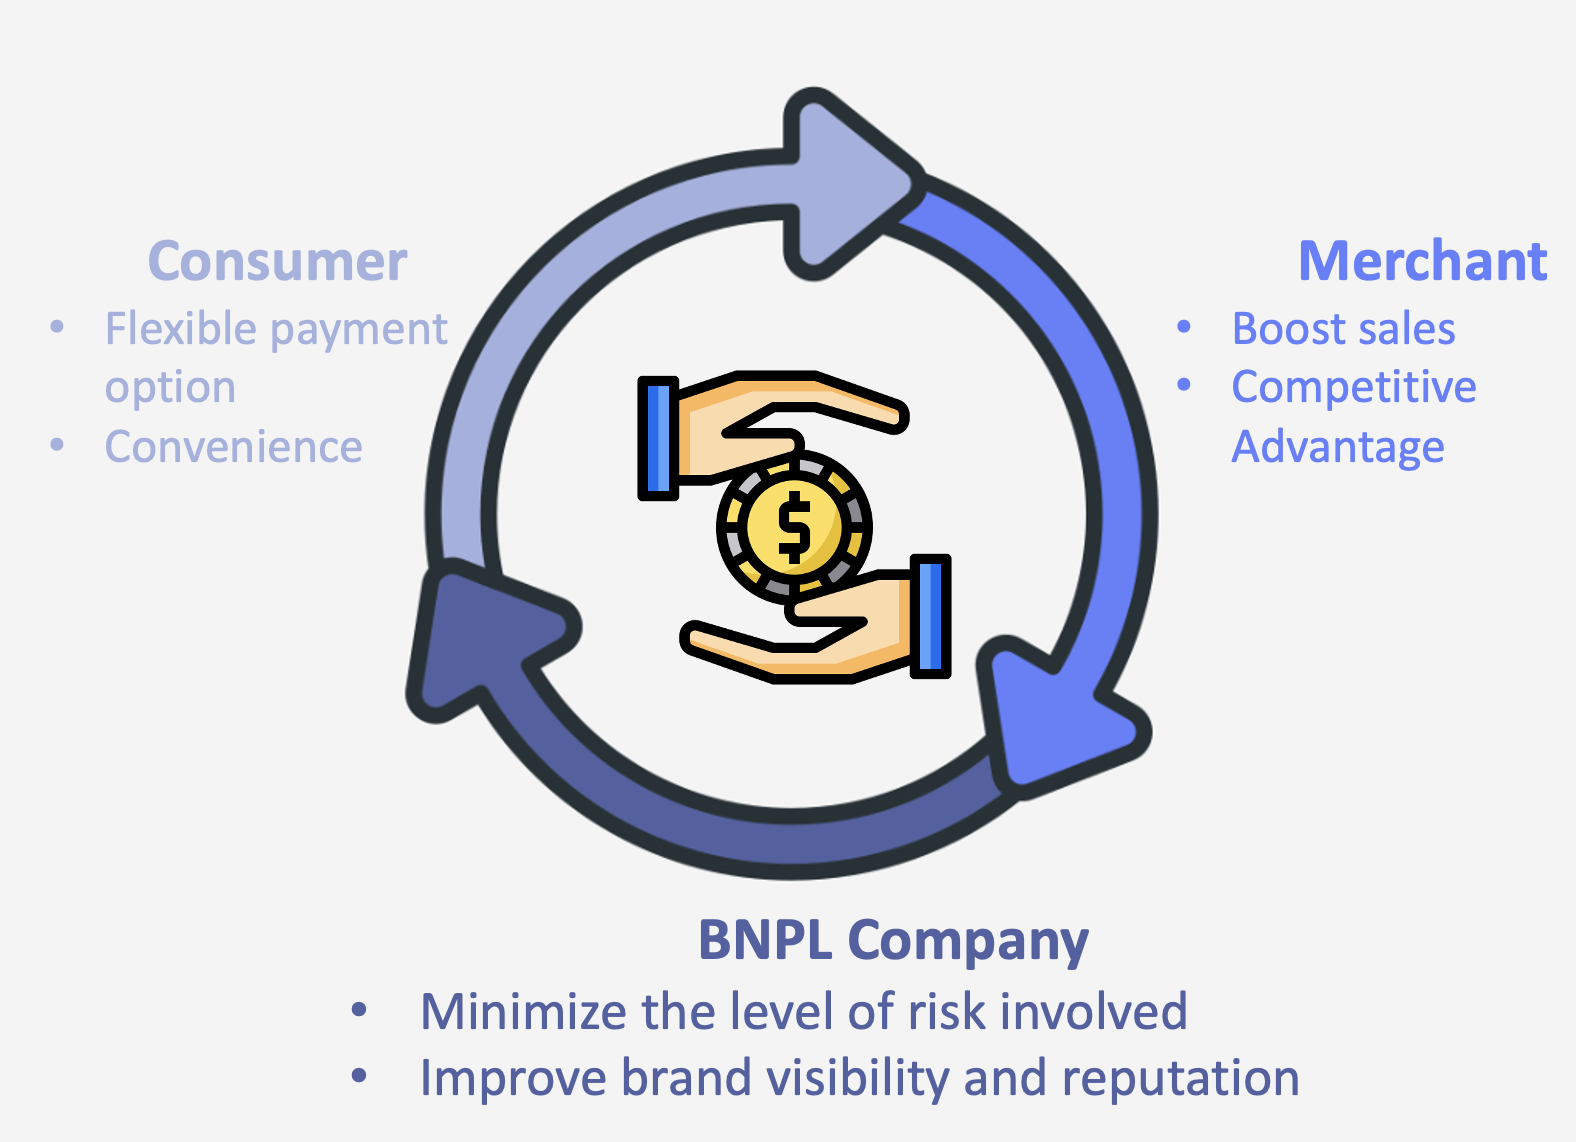 Consumer
• Flexible payment
option
• Convenience
Merchant
• Boost sales
• Competitive
Advantage
$
BNPL Company
• Minimize the level of risk involved
• Improve brand visibility and reputation